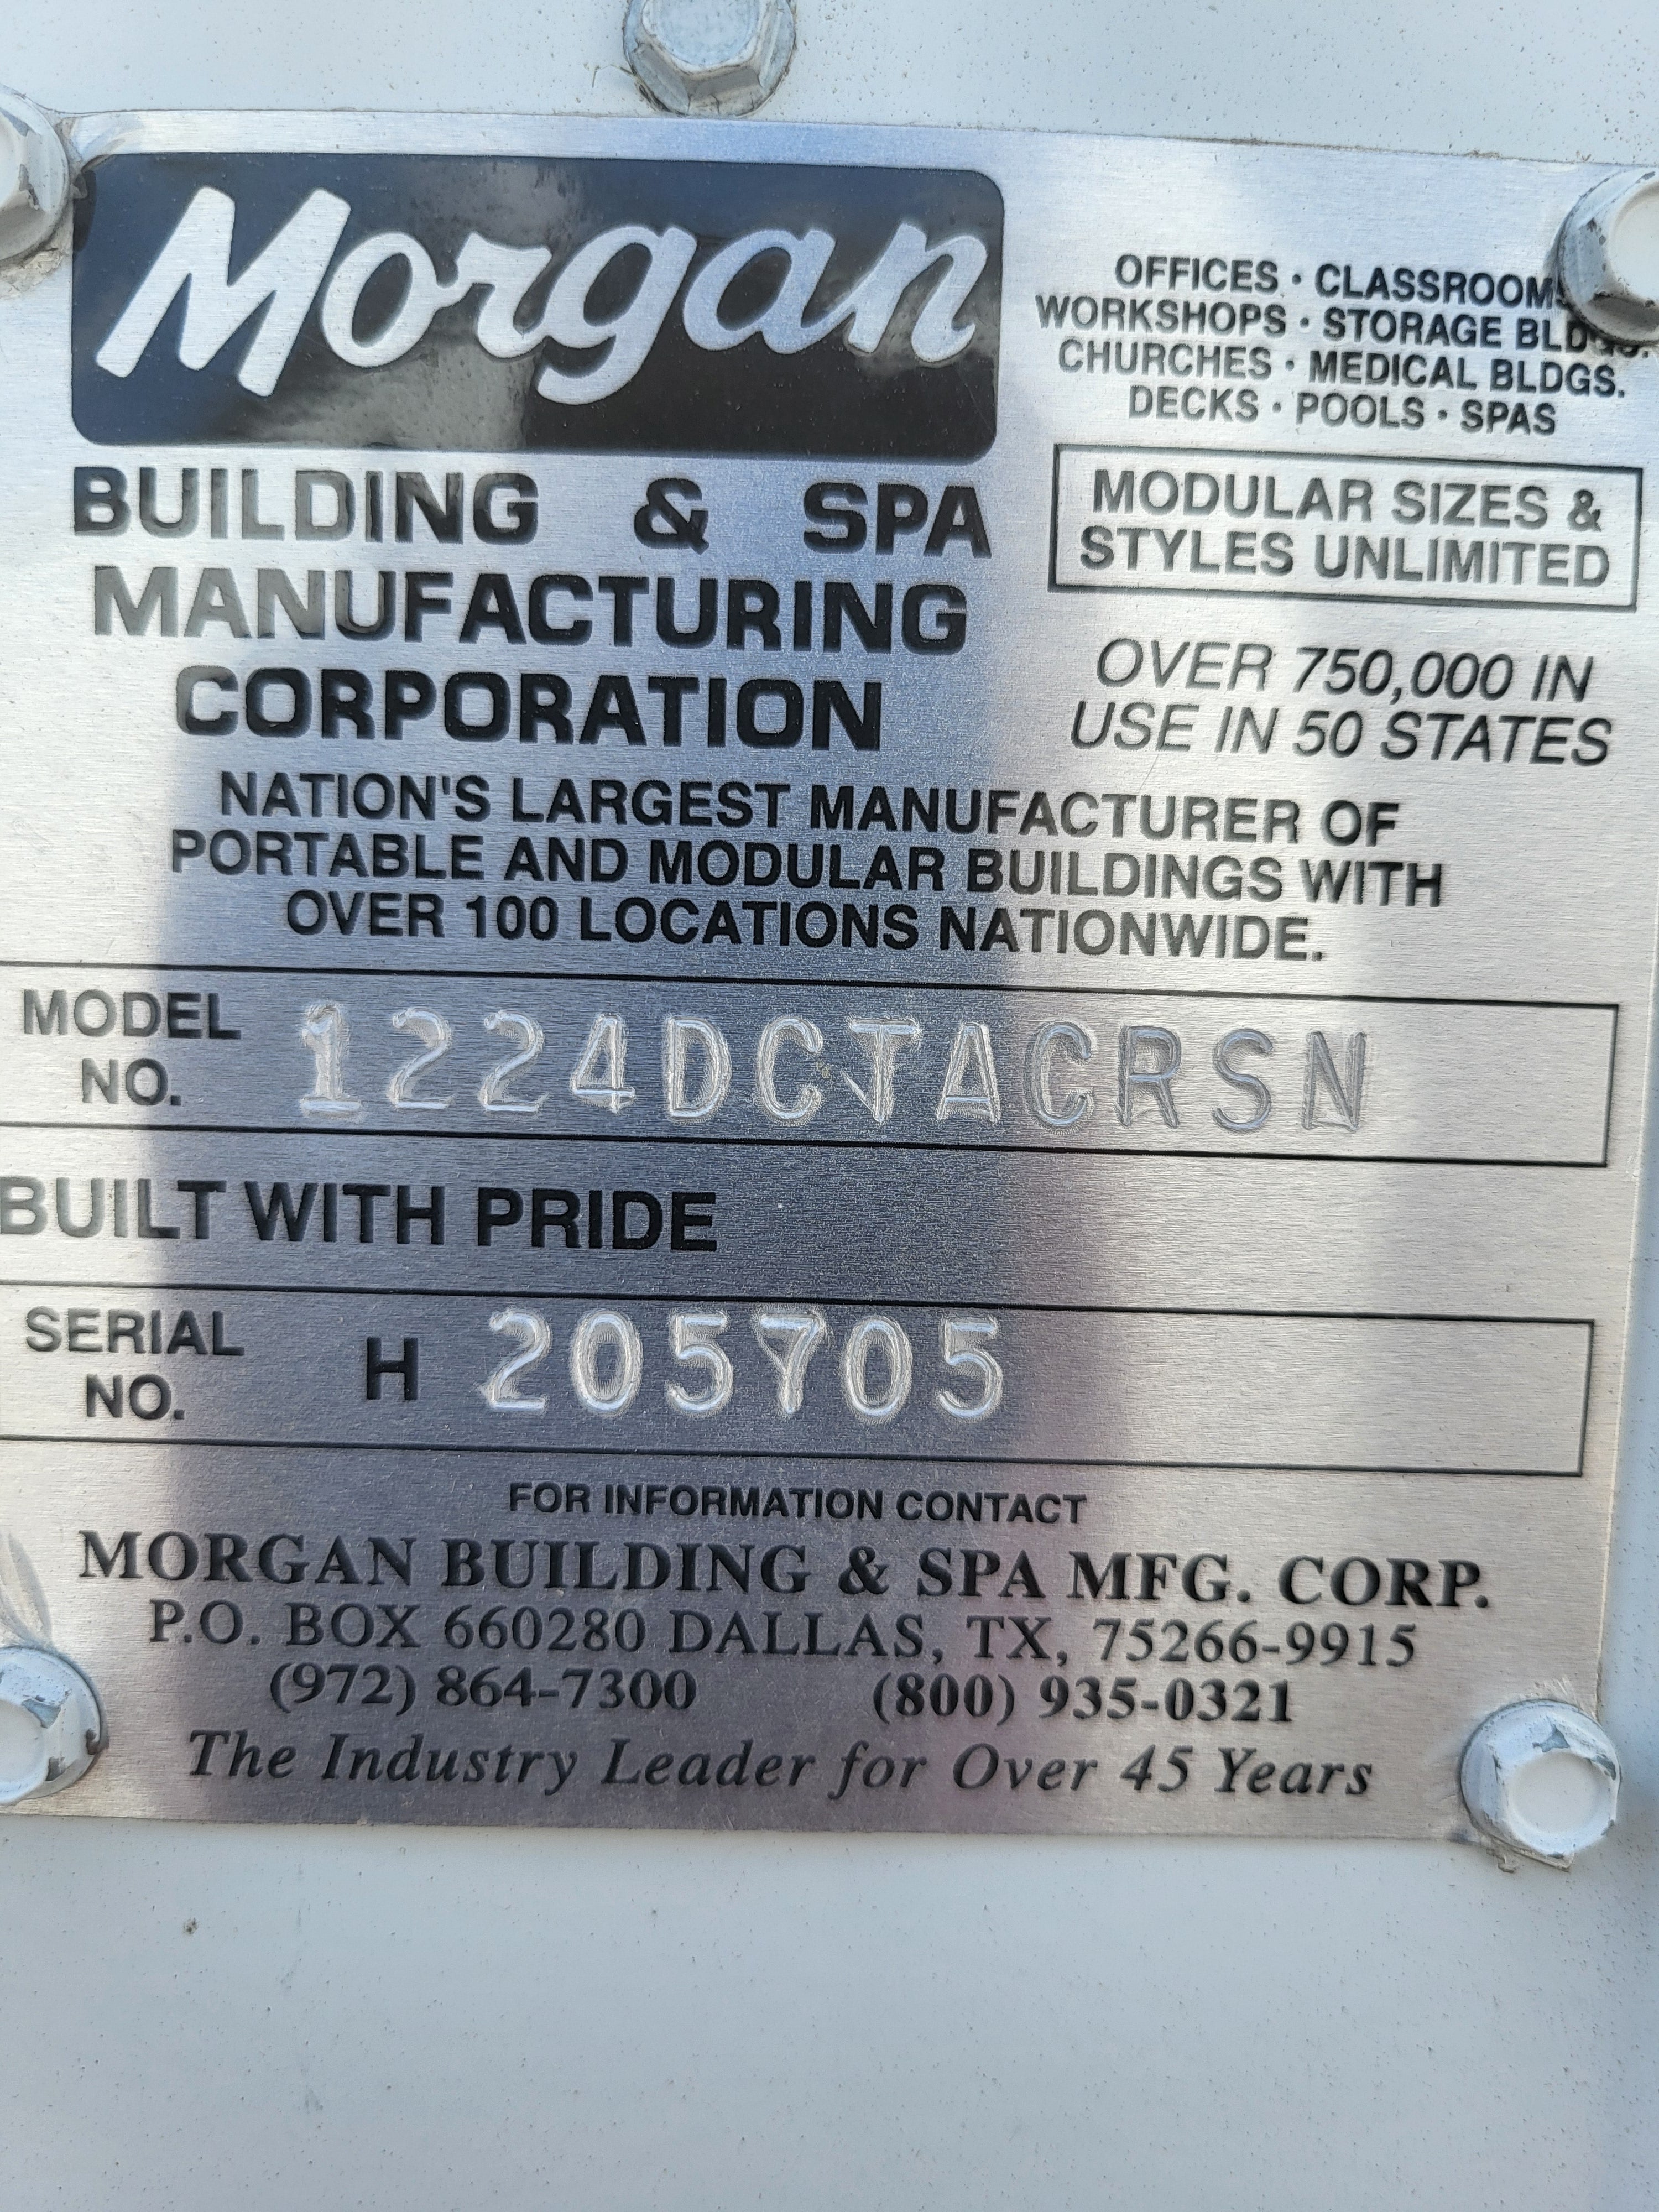 Morgan
BUILDING & SPA
MANUFACTURING
CORPORATION
OFFICES · CLASSROOMS
WORKSHOPS · STORAGE BLDGS.
CHURCHES · MEDICAL BLDGS.
DECKS · POOLS · SPAS
MODULAR SIZES &
STYLES UNLIMITED
OVER 750,000 IN
USE IN 50 STATES
NATION'S LARGEST MANUFACTURER OF
PORTABLE AND MODULAR BUILDINGS WITH
OVER 100 LOCATIONS NATIONWIDE.
MODEL NO. 1224DCTACRSN
BUILT WITH PRIDE
SERIAL NO. H 205705
FOR INFORMATION CONTACT
MORGAN BUILDING & SPA MFG. CORP.
P.O. BOX 660280 DALLAS, TX, 75266-9915
(972) 864-7300 (800) 935-0321
The Industry Leader for Over 45 Years